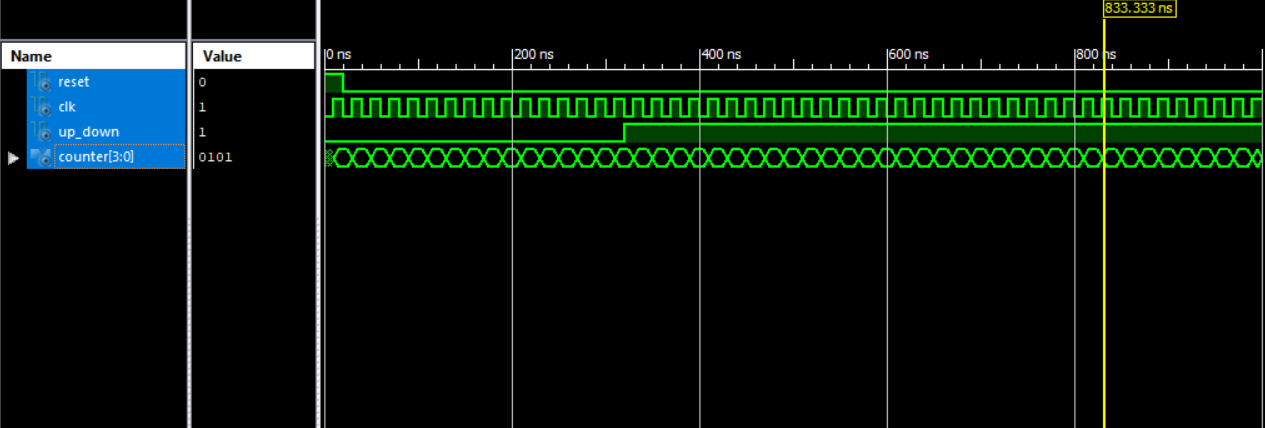 833.333 ns
Name Value 0 ns 200 ns 400 ns 600 ns 800 ns
reset 0
clk 1
up_down 1
counter[3:0] 0101